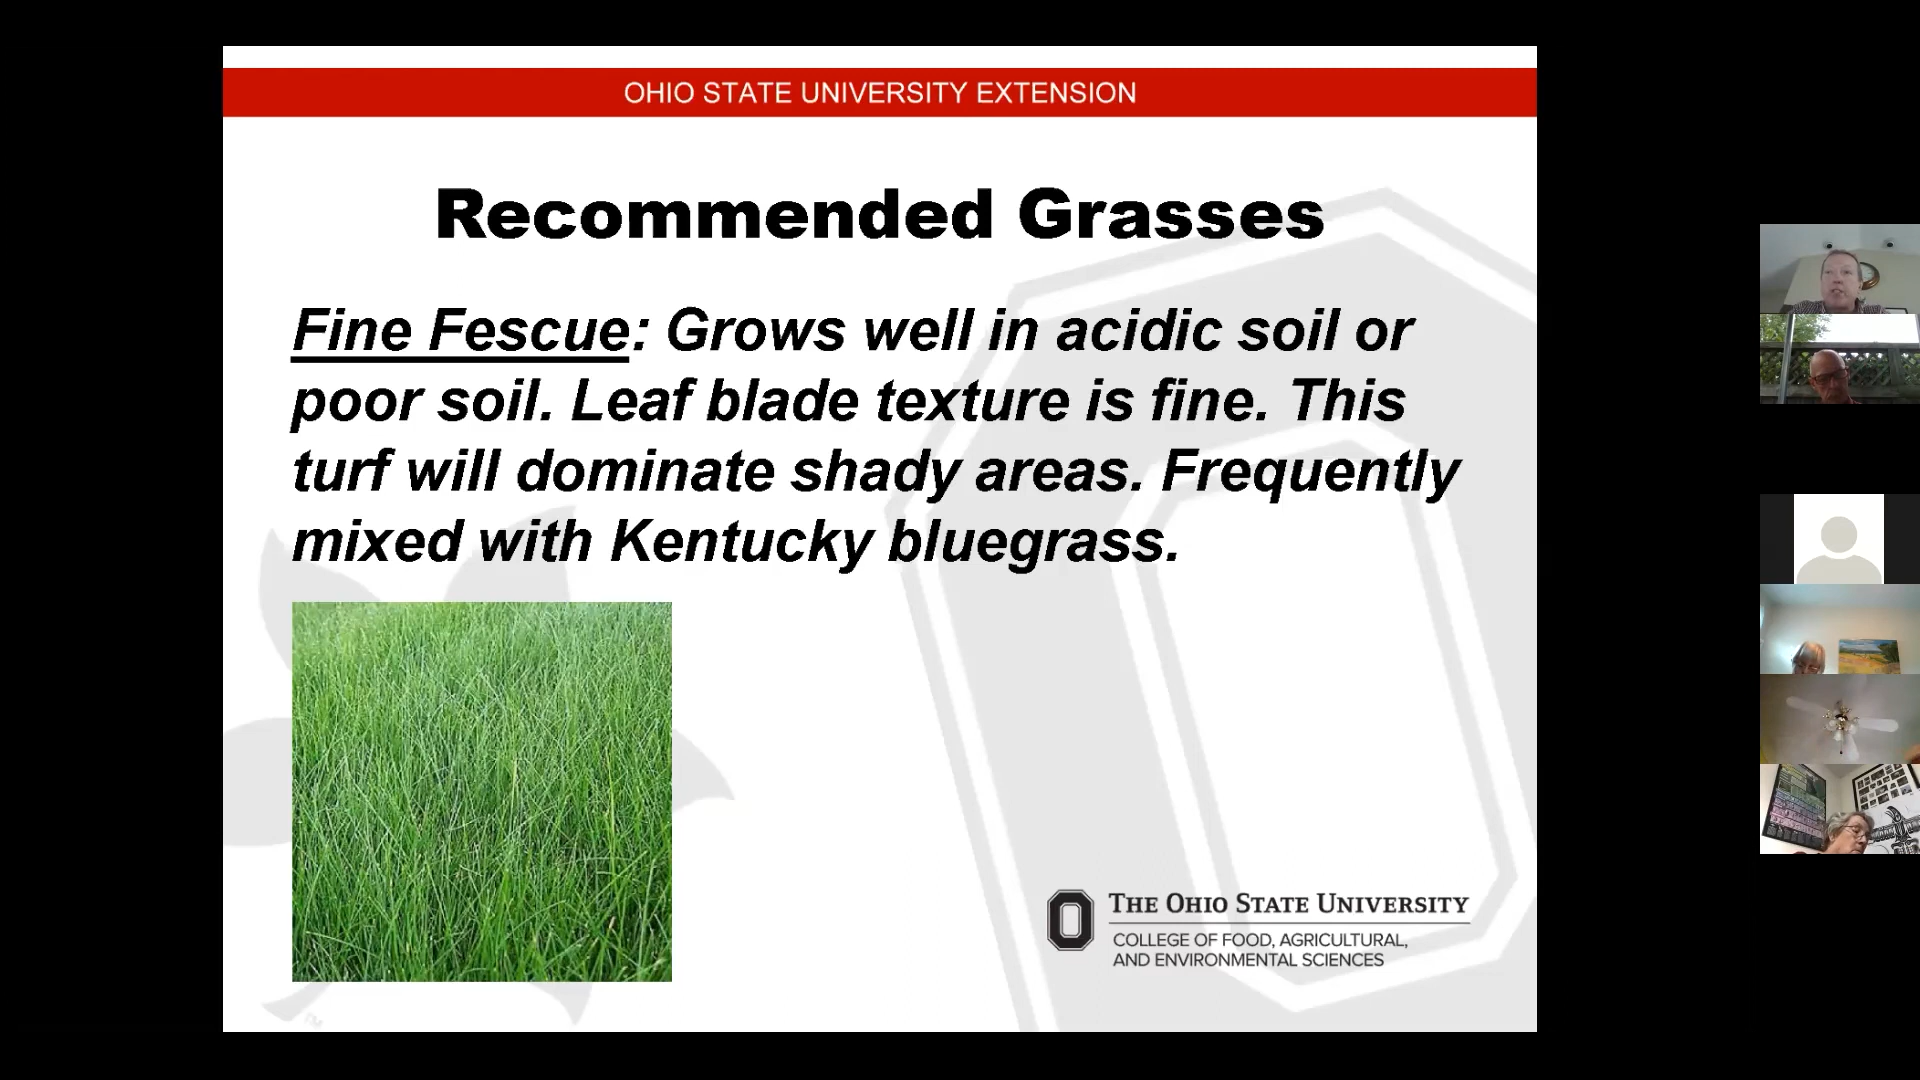 OHIO STATE UNIVERSITY EXTENSION
Recommended Grasses
Fine Fescue: Grows well in acidic soil or
poor soil. Leaf blade texture is fine. This
turf will dominate shady areas. Frequently
mixed with Kentucky bluegrass.
THE OHIO STATE UNIVERSITY
COLLEGE OF FOOD, AGRICULTURAL,
AND ENVIRONMENTAL SCIENCES
TM